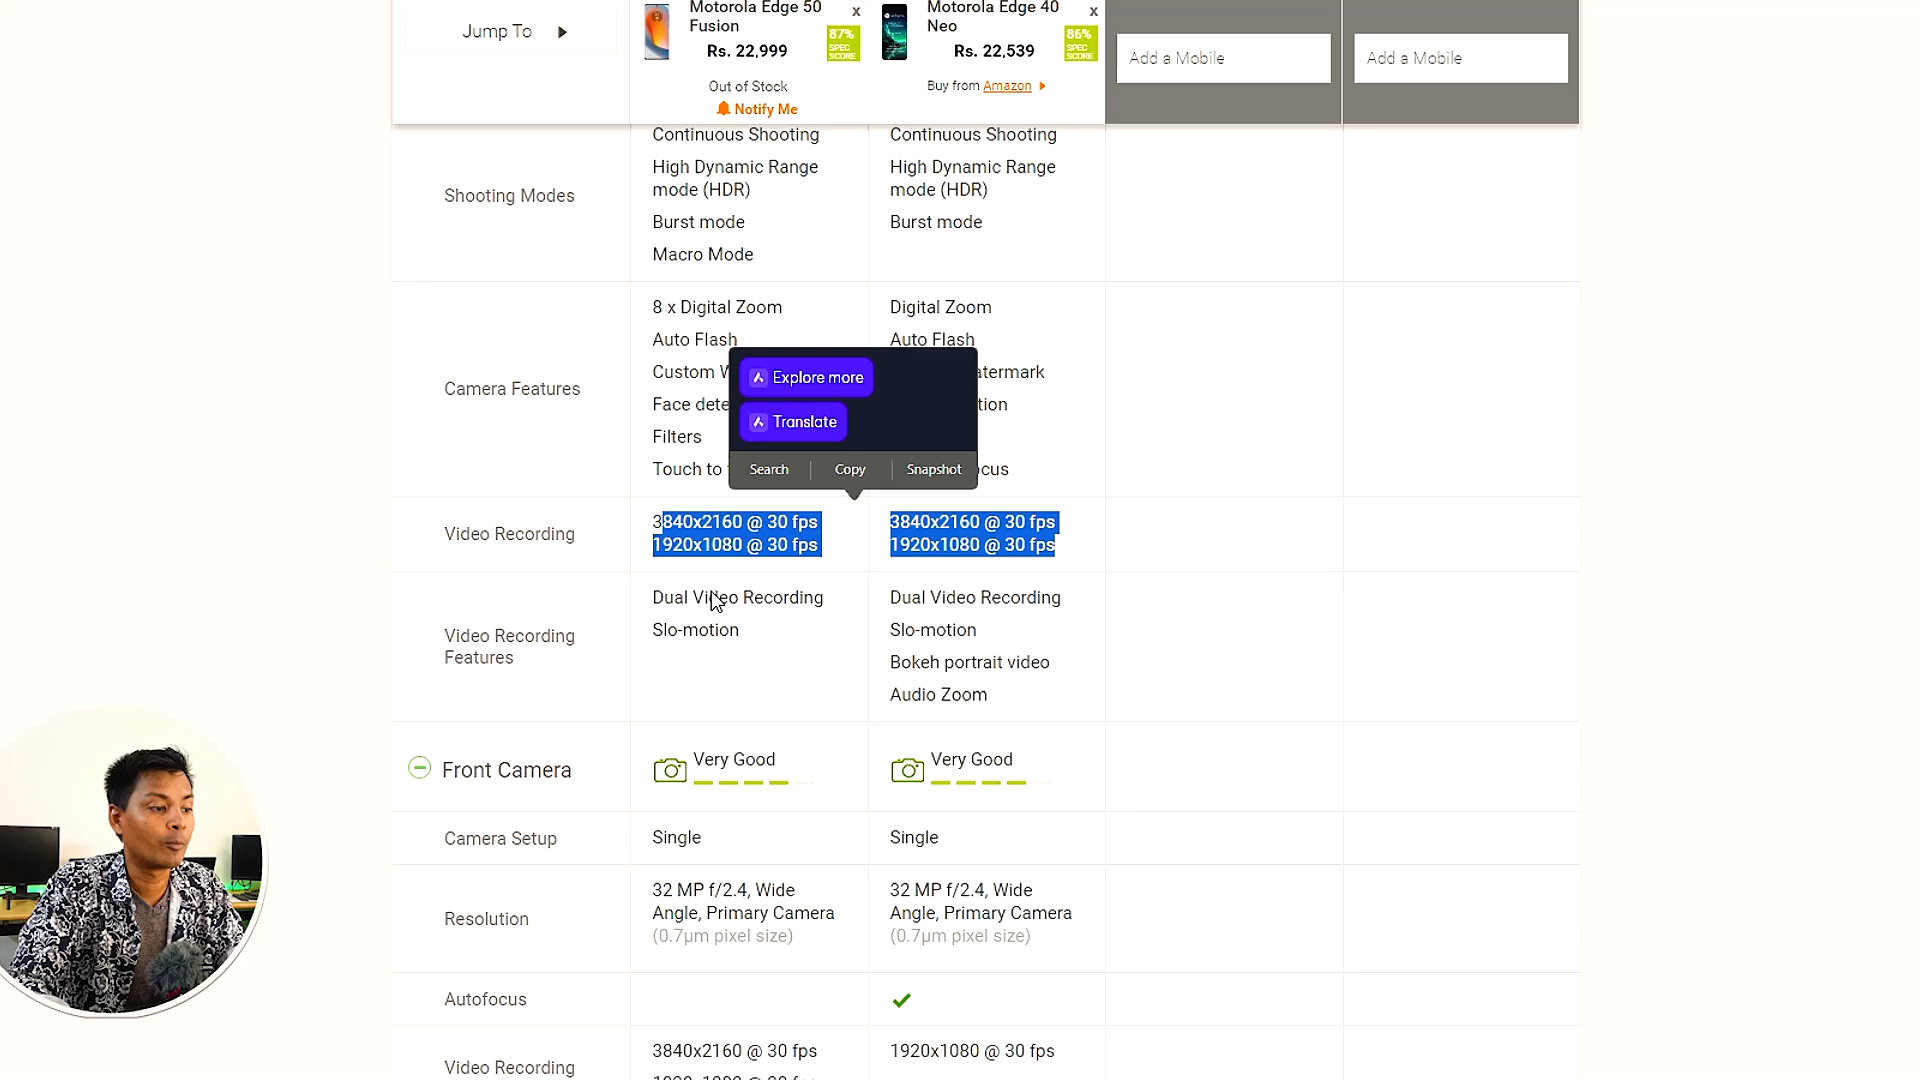 Jump To
Motorola Edge 50
Fusion
x
Rs. 22,999
87%
SPEC
SCORE
Out of Stock
Notify Me
Motorola Edge 40
Neo
x
Rs. 22,539
86%
SPEC
SCORE
Buy from Amazon
Add a Mobile
Add a Mobile
Shooting Modes
Continuous Shooting
High Dynamic Range
mode (HDR)
Burst mode
Macro Mode
Continuous Shooting
High Dynamic Range
mode (HDR)
Burst mode
Camera Features
8 x Digital Zoom
Auto Flash
Custom W
Face dete
Filters
Touch to
Digital Zoom
Auto Flash
atermark
tion
ocus
Explore more
Translate
Search
Copy
Snapshot
Video Recording
3840x2160 @ 30 fps
1920x1080 @ 30 fps
3840x2160 @ 30 fps
1920x1080 @ 30 fps
Video Recording
Features
Dual Video Recording
Slo-motion
Dual Video Recording
Slo-motion
Bokeh portrait video
Audio Zoom
Front Camera
Very Good
Very Good
Camera Setup
Single
Single
Resolution
32 MP f/2.4, Wide
Angle, Primary Camera
(0.7µm pixel size)
32 MP f/2.4, Wide
Angle, Primary Camera
(0.7µm pixel size)
Autofocus
Video Recording
3840x2160 @ 30 fps
1920x1080 @ 30 fps